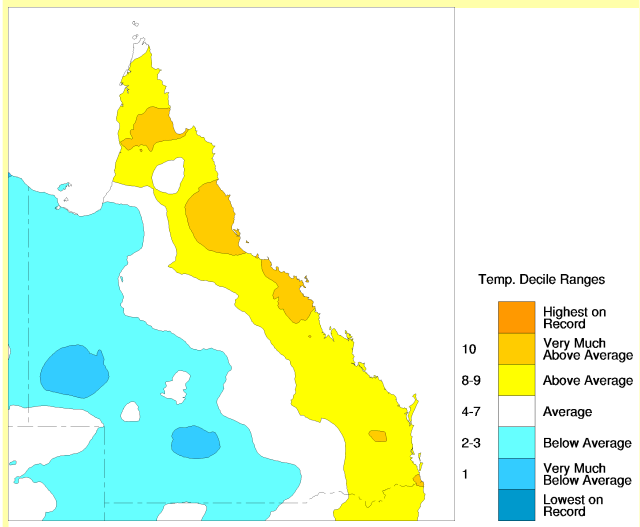 Temp. Decile Ranges
Highest on
Record
10
Very Much
Above Average
8-9
Above Average
4-7
Average
2-3
Below Average
1
Very Much
Below Average
Lowest on
Record